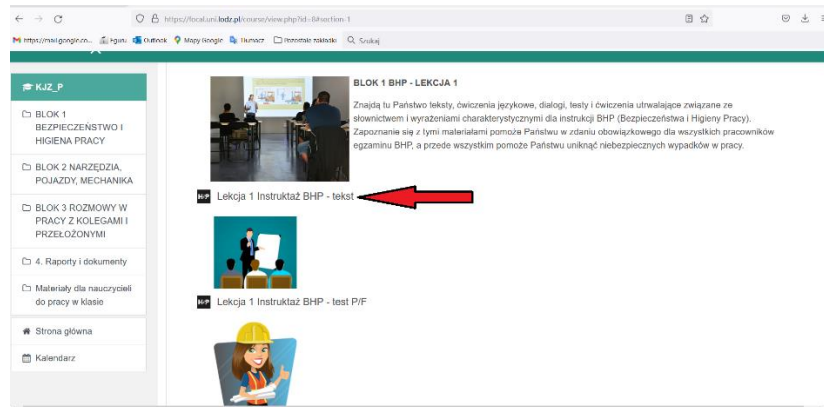 https://focal.uni.lodz.pl/course/view.php?id=8#section-1
Outlook
Mapy Google
Tłumacz
Pozostałe zakładki
Szukaj
KJZ_P
BLOK 1
BEZPIECZEŃSTWO I
HIGIENA PRACY
BLOK 2 NARZĘDZIA,
POJAZDY, MECHANIKA
BLOK 3 ROZMOWY W
PRACY Z KOLEGAMI I
PRZEŁOŻONYMI
4. Raporty i dokumenty
Materiały dla nauczycieli
do pracy w klasie
Strona główna
Kalendarz
BLOK 1 BHP - LEKCJA 1
Znajdą tu Państwo teksty, ćwiczenia językowe, dialogi, testy i ćwiczenia utrwalające związane ze
słownictwem i wyrażeniami charakterystycznymi dla instrukcji BHP (Bezpieczeństwa i Higieny Pracy).
Zapoznanie się z tymi materiałami pomoże Państwu w zdaniu obowiązkowego dla wszystkich pracowników
egzaminu BHP, a przede wszystkim pomoże Państwu uniknąć niebezpiecznych wypadków w pracy.
H-P Lekcja 1 Instruktaż BHP - tekst
H-P Lekcja 1 Instruktaż BHP - test P/F